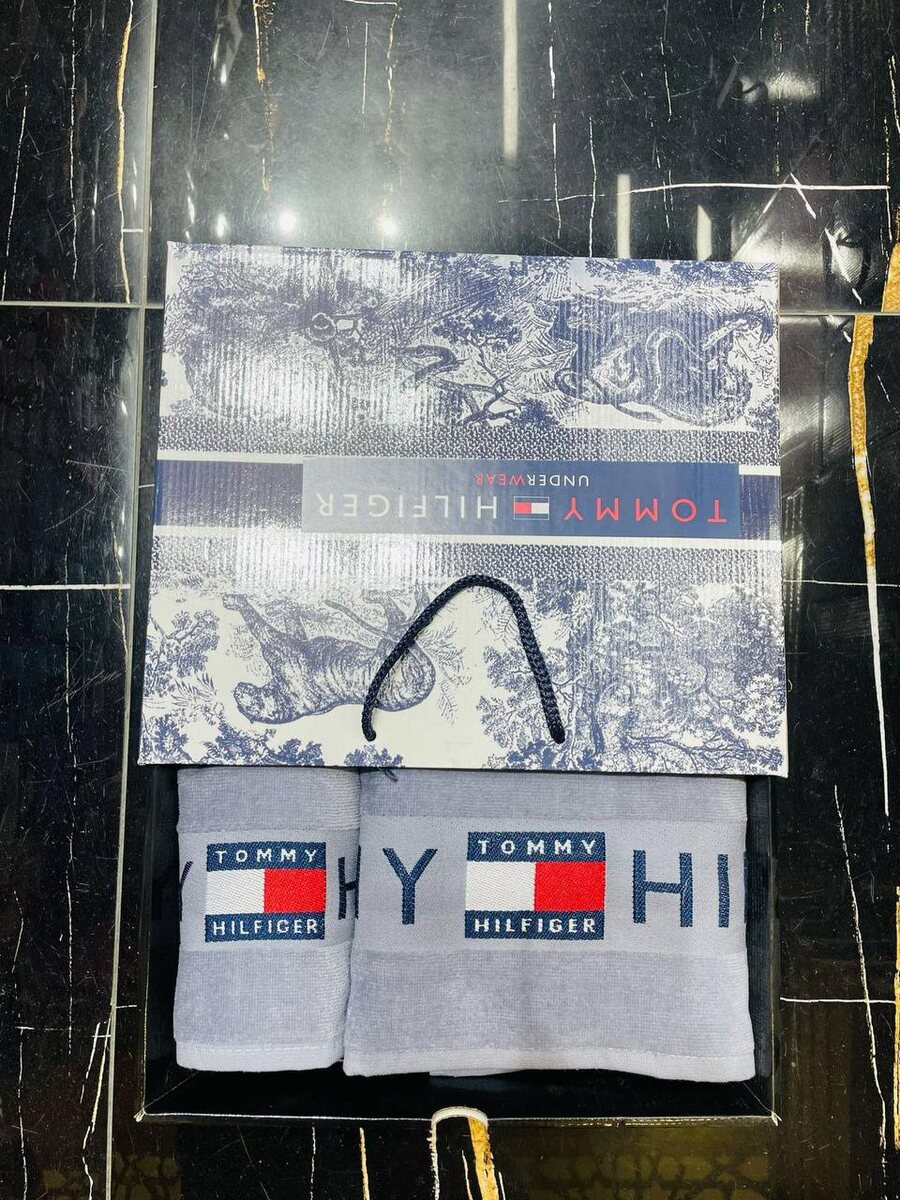 TOMMY HILFIGER
UNDERWEAR
Y
TOMMY
HILFIGER
H
Y
TOMMY
HILFIGER
HI